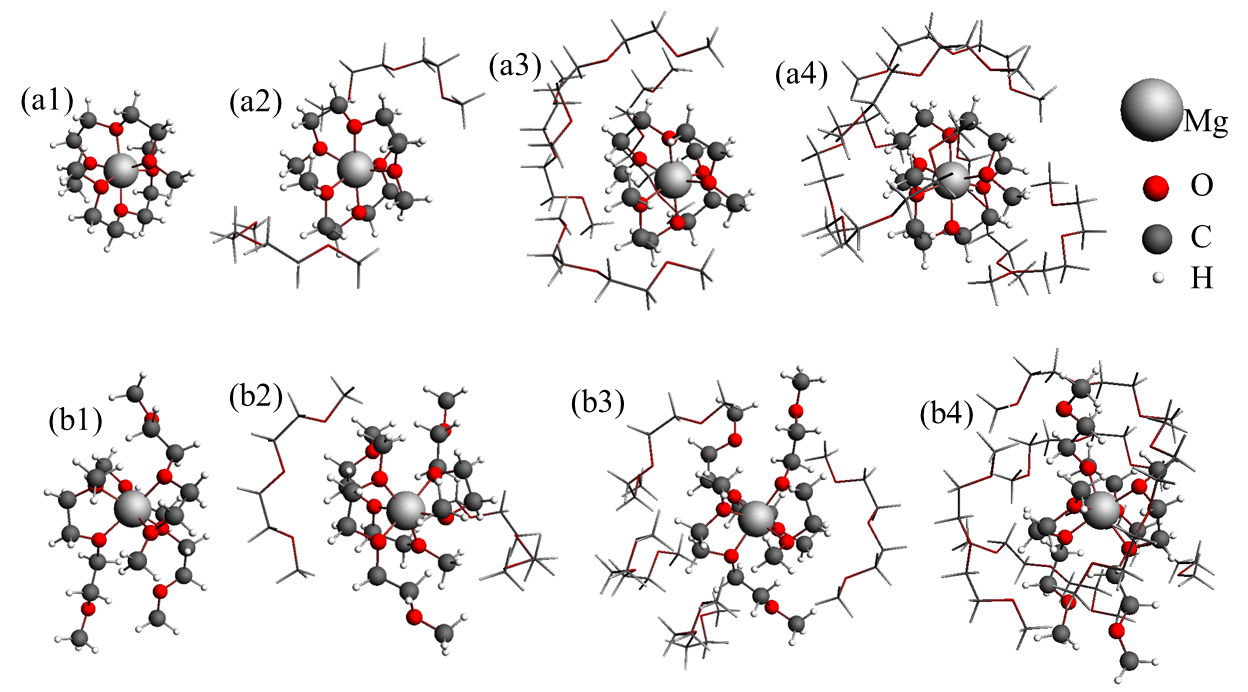 (a1)
(a2)
(a3)
(a4)
Mg
O
C
H
(b1)
(b2)
(b3)
(b4)